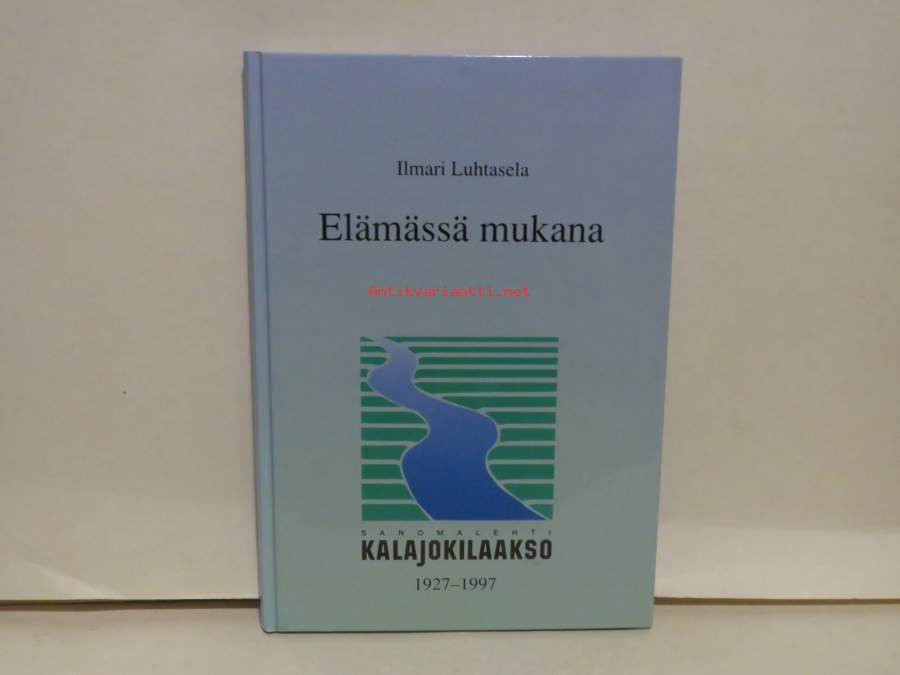 Ilmari Luhtasela
Elämässä mukana
Antikvariaatti.net
SANOMALEHTI
KALAJOKILAAKSO
1927–1997